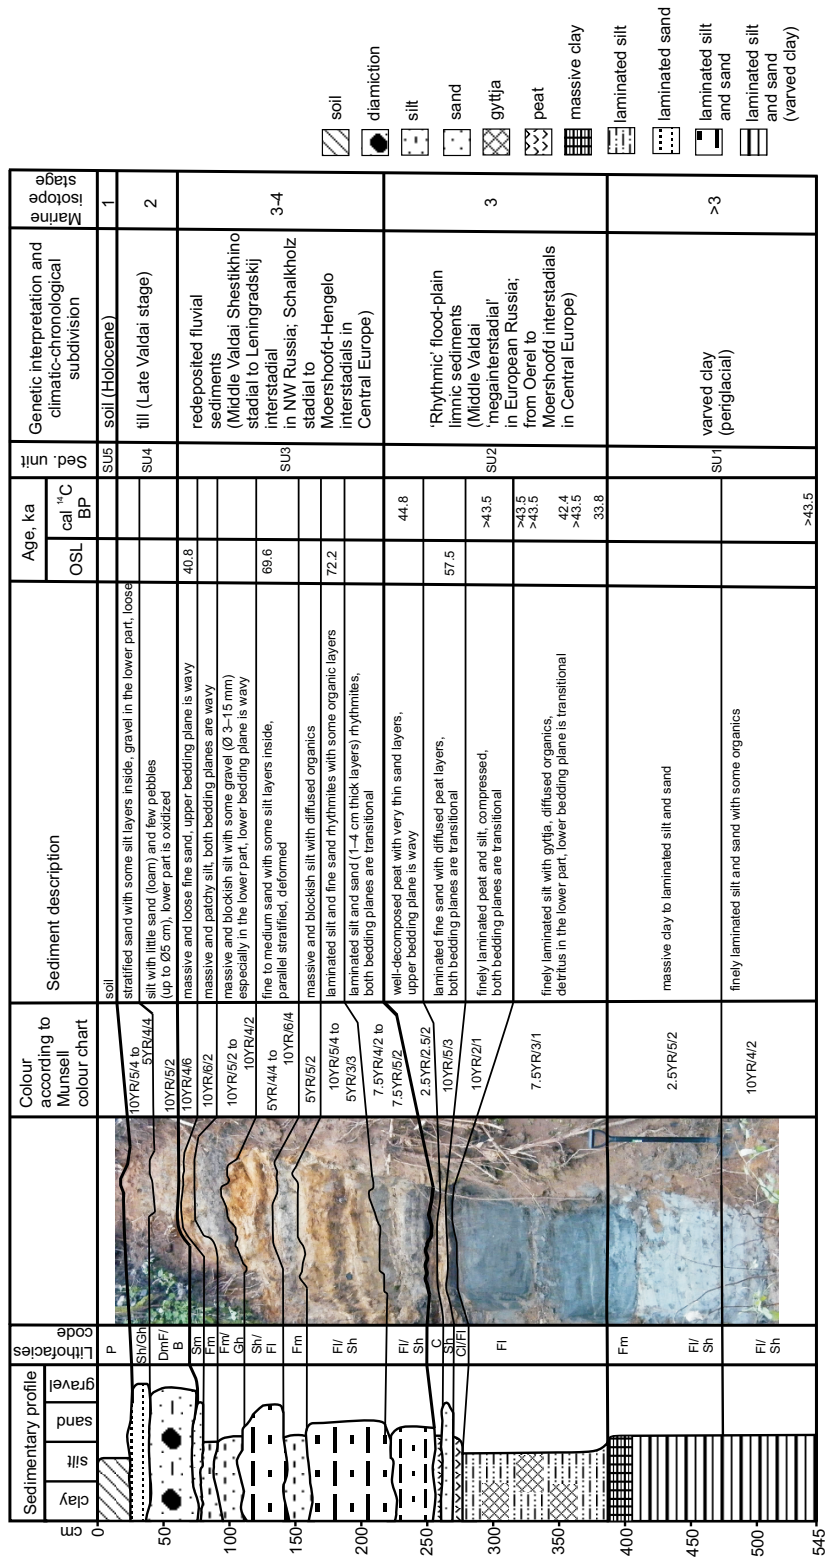 Sedimentary profile
clay
silt
sand
gravel
Lithofacies
code
Colour
according to
Munsell
colour chart
Sediment description
Age, ka
OSL
cal ¹⁴C
BP
Sed. unit
Genetic interpretation and
climatic-chronological
subdivision
Marine
isotope
stage
cm
0
50
100
150
200
250
300
350
400
450
500
545
P
Sh/Gh
DmF/
B
Sm
Fm
Fm/
Gh
Sh/
Fl
Fm
Fl/
Sh
Fl/
Sh
C
Sh
C/Fl
Fl
Fm
Fl/
Sh
Fl/
Sh
10YR/5/4 to
5YR/4/4
10YR/5/2
10YR/4/6
10YR/6/2
10YR/5/2 to
10YR/4/2
5YR/4/4 to
10YR/6/4
5YR/5/2
10YR/5/4 to
5YR/3/3
7.5YR/4/2 to
7.5YR/5/2
2.5YR/2.5/2
10YR/5/3
10YR/2/1
7.5YR/3/1
2.5YR/5/2
10YR/4/2
soil
stratified sand with some silt layers inside, gravel in the lower part, loose
silt with little sand (loam) and few pebbles
(up to Ø5 cm), lower part is oxidized
massive and loose fine sand, upper bedding plane is wavy
massive and patchy silt, both bedding planes are wavy
massive and blockish silt with some gravel (Ø 3–15 mm)
especially in the lower part, lower bedding plane is wavy
fine to medium sand with some silt layers inside,
parallel stratified, deformed
massive and blockish silt with diffused organics
laminated silt and fine sand rhythmites with some organic layers
laminated silt and sand (1–4 cm thick layers) rhythmites,
both bedding planes are transitional
well-decomposed peat with very thin sand layers,
upper bedding plane is wavy
laminated fine sand with diffused peat layers,
both bedding planes are transitional
finely laminated peat and silt, compressed,
both bedding planes are transitional
finely laminated silt with gyttja, diffused organics,
detritus in the lower part, lower bedding plane is transitional
massive clay to laminated silt and sand
finely laminated silt and sand with some organics
40.8
69.6
72.2
57.5
44.8
>43.5
>43.5
>43.5
42.4
>43.5
33.8
>43.5
SU5
SU4
SU3
SU2
SU1
soil (Holocene)
till (Late Valdai stage)
redeposited fluvial
sediments
(Middle Valdai Shestikhino
stadial to Leningradskij
interstadial
in NW Russia; Schalkholz
stadial to
Moershoofd-Hengelo
interstadials in
Central Europe)
'Rhythmic' flood-plain
limnic sediments
(Middle Valdai
'megainterstadial'
in European Russia;
from Oerel to
Moershoofd interstadials
in Central Europe)
varved clay
(periglacial)
1
2
3-4
3
>3
soil
diamiction
silt
sand
gyttja
peat
massive clay
laminated silt
laminated sand
laminated silt
and sand
laminated silt
and sand
(varved clay)